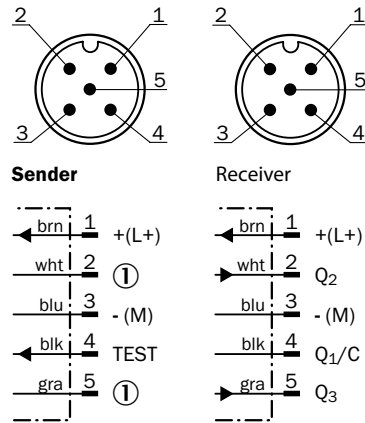 2 1 2 1
5 5
3 4 3 4
Sender Receiver
brn 1 +(L+) brn 1 +(L+)
wht 2 ① wht 2 Q₂
blu 3 - (M) blu 3 - (M)
blk 4 TEST blk 4 Q₁/C
gra 5 ① gra 5 Q₃